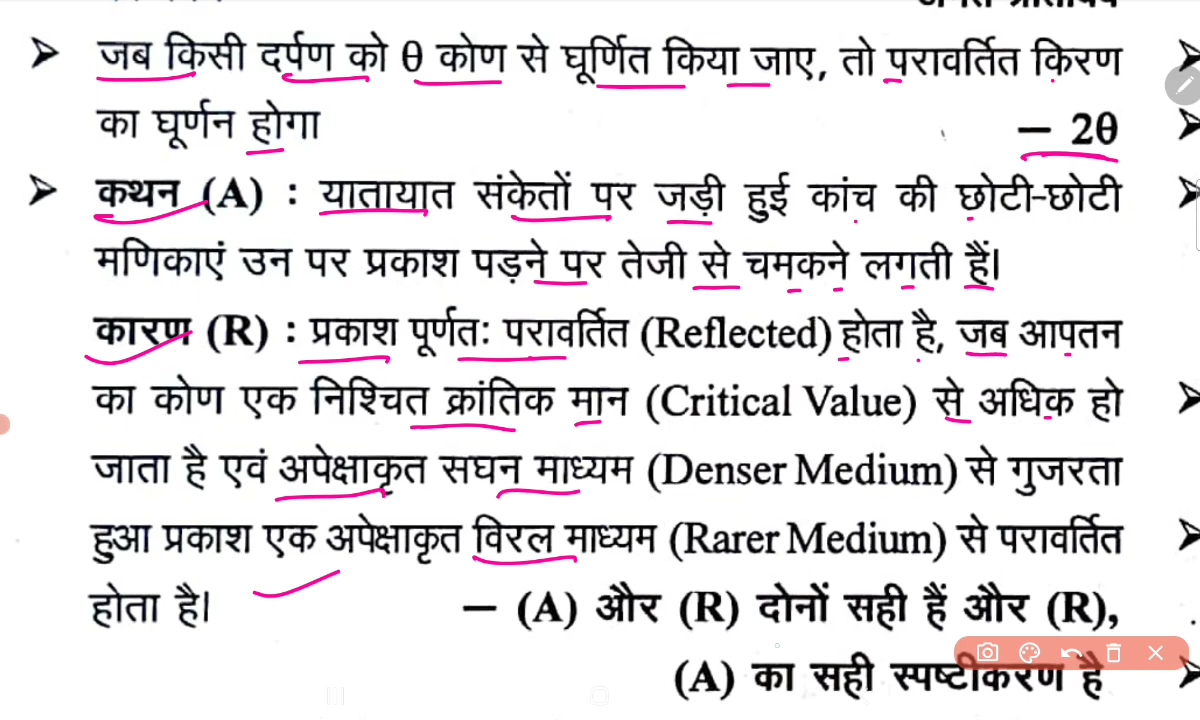 ➤ जब किसी दर्पण को θ कोण से घूर्णित किया जाए, तो परावर्तित किरण
का घूर्णन होगा — 2θ
➤ कथन (A) : यातायात संकेतों पर जड़ी हुई कांच की छोटी-छोटी
मणिकाएं उन पर प्रकाश पड़ने पर तेजी से चमकने लगती हैं।
कारण (R) : प्रकाश पूर्णतः परावर्तित (Reflected) होता है, जब आपतन
का कोण एक निश्चित क्रांतिक मान (Critical Value) से अधिक हो
जाता है एवं अपेक्षाकृत सघन माध्यम (Denser Medium) से गुजरता
हुआ प्रकाश एक अपेक्षाकृत विरल माध्यम (Rarer Medium) से परावर्तित
होता है। — (A) और (R) दोनों सही हैं और (R),
(A) का सही स्पष्टीकरण है